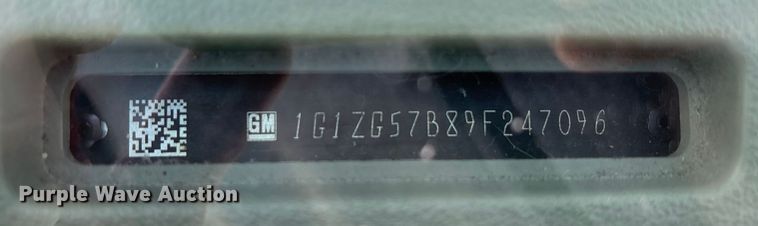 GM 1G1ZG57B89F247096
Purple Wave Auction